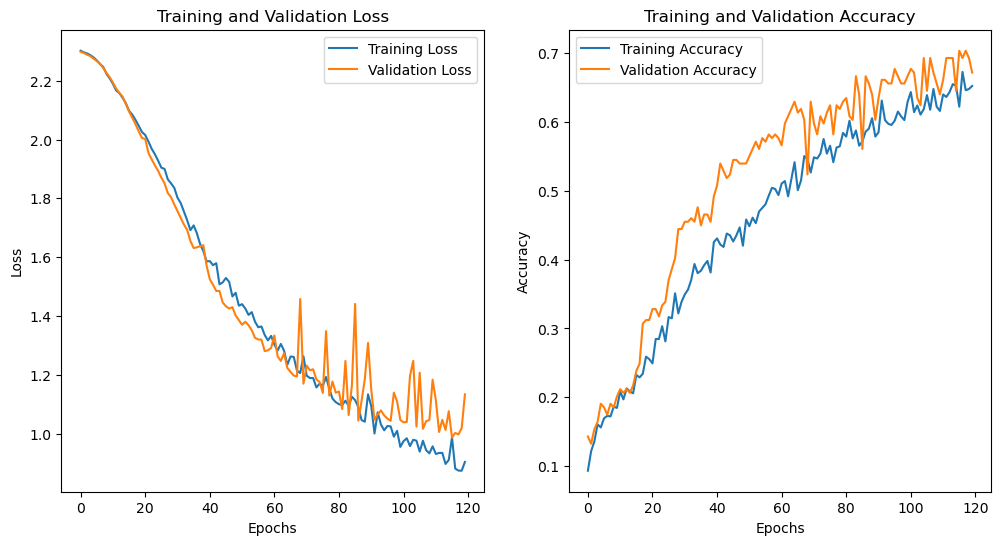 Training and Validation Loss
Training Loss
Validation Loss
2.2
2.0
1.8
1.6
1.4
1.2
1.0
Loss
0 20 40 60 80 100 120
Epochs
Training and Validation Accuracy
Training Accuracy
Validation Accuracy
0.7
0.6
0.5
0.4
0.3
0.2
0.1
Accuracy
0 20 40 60 80 100 120
Epochs